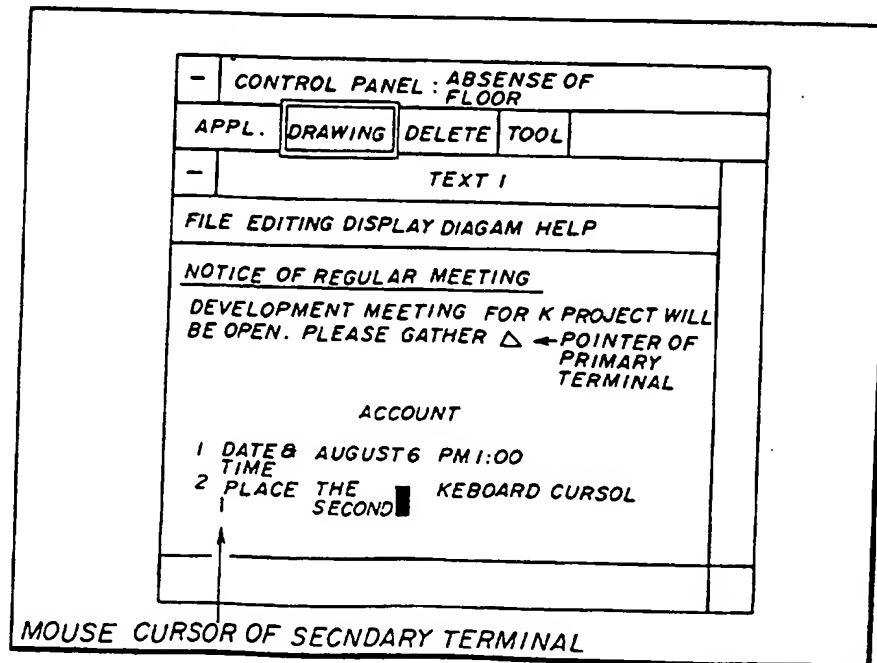 - CONTROL PANEL : ABSENSE OF
FLOOR
APPL. DRAWING DELETE TOOL
- TEXT 1
FILE EDITING DISPLAY DIAGAM HELP
NOTICE OF REGULAR MEETING
DEVELOPMENT MEETING FOR K PROJECT WILL
BE OPEN. PLEASE GATHER △ ← POINTER OF
PRIMARY
TERMINAL
ACCOUNT
1 DATE & AUGUST 6 PM 1:00
TIME
2 PLACE THE KEBOARD CURSOL
SECOND
MOUSE CURSOR OF SECNDARY TERMINAL